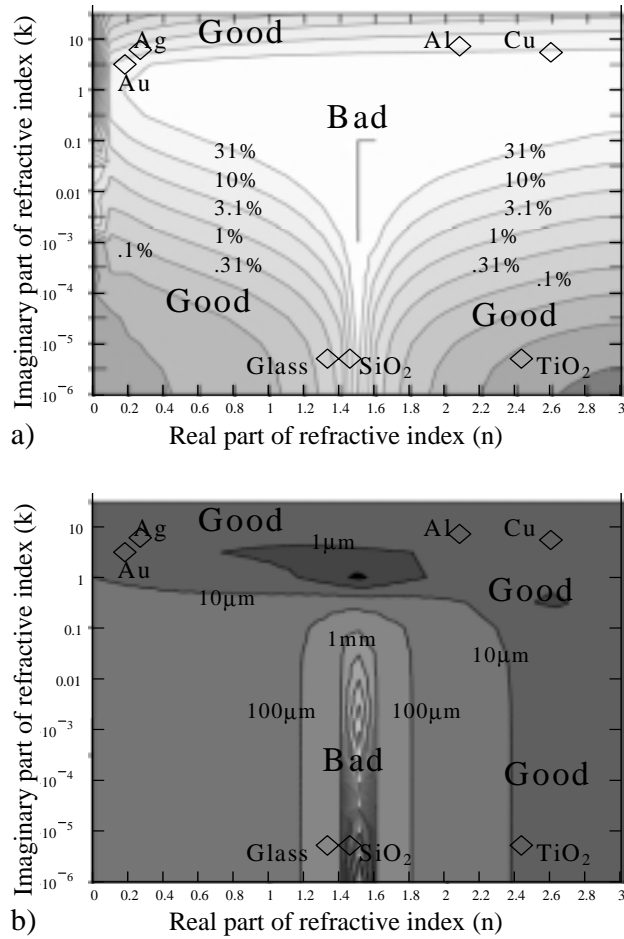 Imaginary part of refractive index (k)
10
1
0.1
0.01
10⁻³
10⁻⁴
10⁻⁵
10⁻⁶
Ag
Good
Al
Cu
Au
Bad
31%
31%
10%
10%
3.1%
3.1%
1%
1%
.1%
.31%
.31%
.1%
Good
Good
Glass
SiO₂
TiO₂
0 0.2 0.4 0.6 0.8 1.0 1.2 1.4 1.6 1.8 2.0 2.2 2.4 2.6 2.8 3
a)
Real part of refractive index (n)
Imaginary part of refractive index (k)
10
1
0.1
0.01
10⁻³
10⁻⁴
10⁻⁵
10⁻⁶
Ag
Good
Al
Cu
1µm
Au
Good
10µm
1mm
10µm
100µm
100µm
Bad
Good
Glass
SiO₂
TiO₂
0 0.2 0.4 0.6 0.8 1.0 1.2 1.4 1.6 1.8 2.0 2.2 2.4 2.6 2.8 3
b)
Real part of refractive index (n)